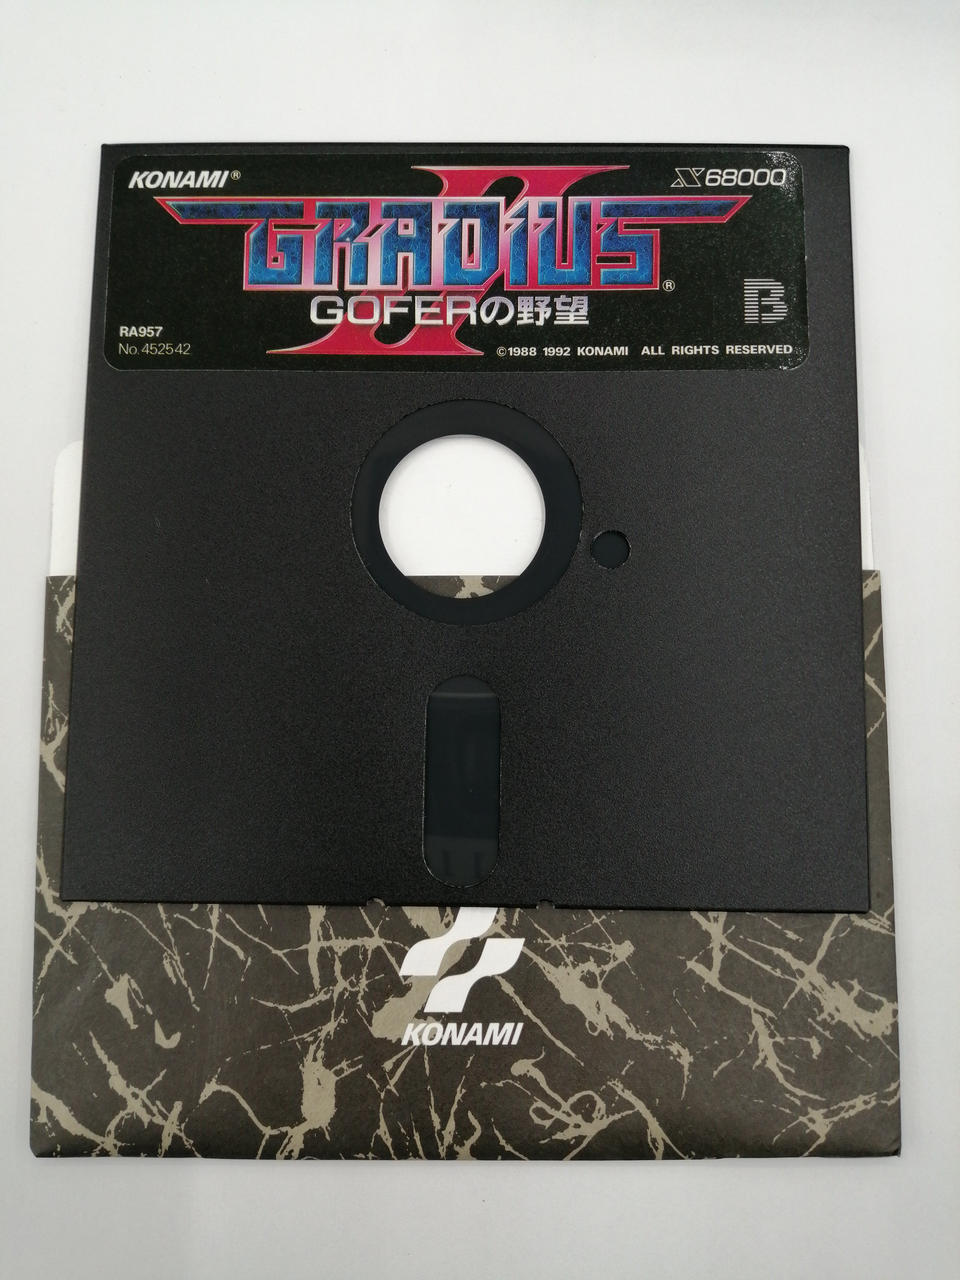 KONAMI®
X68000
II
GRADIUS®
GOFERの野望
B
RA957
No.452542
©1988 1992 KONAMI ALL RIGHTS RESERVED
KONAMI